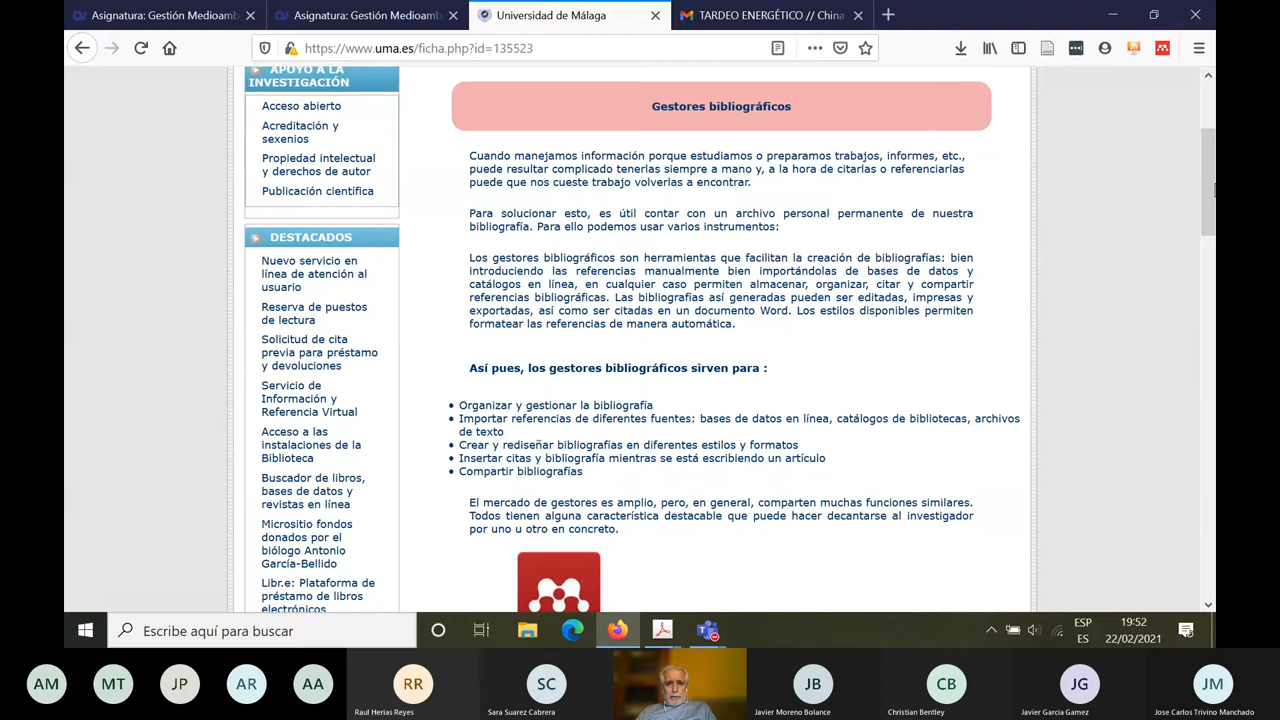 Asignatura: Gestión Medioamb
Asignatura: Gestión Medioamb
Universidad de Málaga
TARDEO ENERGÉTICO // China
https://www.uma.es/ficha.php?id=135523
APOYO A LA
INVESTIGACIÓN
Acceso abierto
Acreditación y
sexenios
Propiedad intelectual
y derechos de autor
Publicación científica
DESTACADOS
Nuevo servicio en
línea de atención al
usuario
Reserva de puestos
de lectura
Solicitud de cita
previa para préstamo
y devoluciones
Servicio de
Información y
Referencia Virtual
Acceso a las
instalaciones de la
Biblioteca
Buscador de libros,
bases de datos y
revistas en línea
Micrositio fondos
donados por el
biólogo Antonio
García-Bellido
Libr.e: Plataforma de
préstamo de libros
electrónicos
Gestores bibliográficos
Cuando manejamos información porque estudiamos o preparamos trabajos, informes, etc.,
puede resultar complicado tenerlas siempre a mano y, a la hora de citarlas o referenciarlas
puede que nos cueste trabajo volverlas a encontrar.
Para solucionar esto, es útil contar con un archivo personal permanente de nuestra
bibliografía. Para ello podemos usar varios instrumentos:
Los gestores bibliográficos son herramientas que facilitan la creación de bibliografías: bien
introduciendo las referencias manualmente bien importándolas de bases de datos y
catálogos en línea, en cualquier caso permiten almacenar, organizar, citar y compartir
referencias bibliográficas. Las bibliografías así generadas pueden ser editadas, impresas y
exportadas, así como ser citadas en un documento Word. Los estilos disponibles permiten
formatear las referencias de manera automática.
Así pues, los gestores bibliográficos sirven para :
• Organizar y gestionar la bibliografía
• Importar referencias de diferentes fuentes: bases de datos en línea, catálogos de bibliotecas, archivos
de texto
• Crear y rediseñar bibliografías en diferentes estilos y formatos
• Insertar citas y bibliografía mientras se está escribiendo un artículo
• Compartir bibliografías
El mercado de gestores es amplio, pero, en general, comparten muchas funciones similares.
Todos tienen alguna característica destacable que puede hacer decantarse al investigador
por uno u otro en concreto.
Escribe aquí para buscar
ESP
ES
19:52
22/02/2021
AM
MT
JP
AR
AA
RR
Raul Herias Reyes
SC
Sara Suarez Cabrera
JB
Javier Moreno Bolance
CB
Christian Bentley
JG
Javier Garcia Gamez
JM
Jose Carlos Trivino Manchado